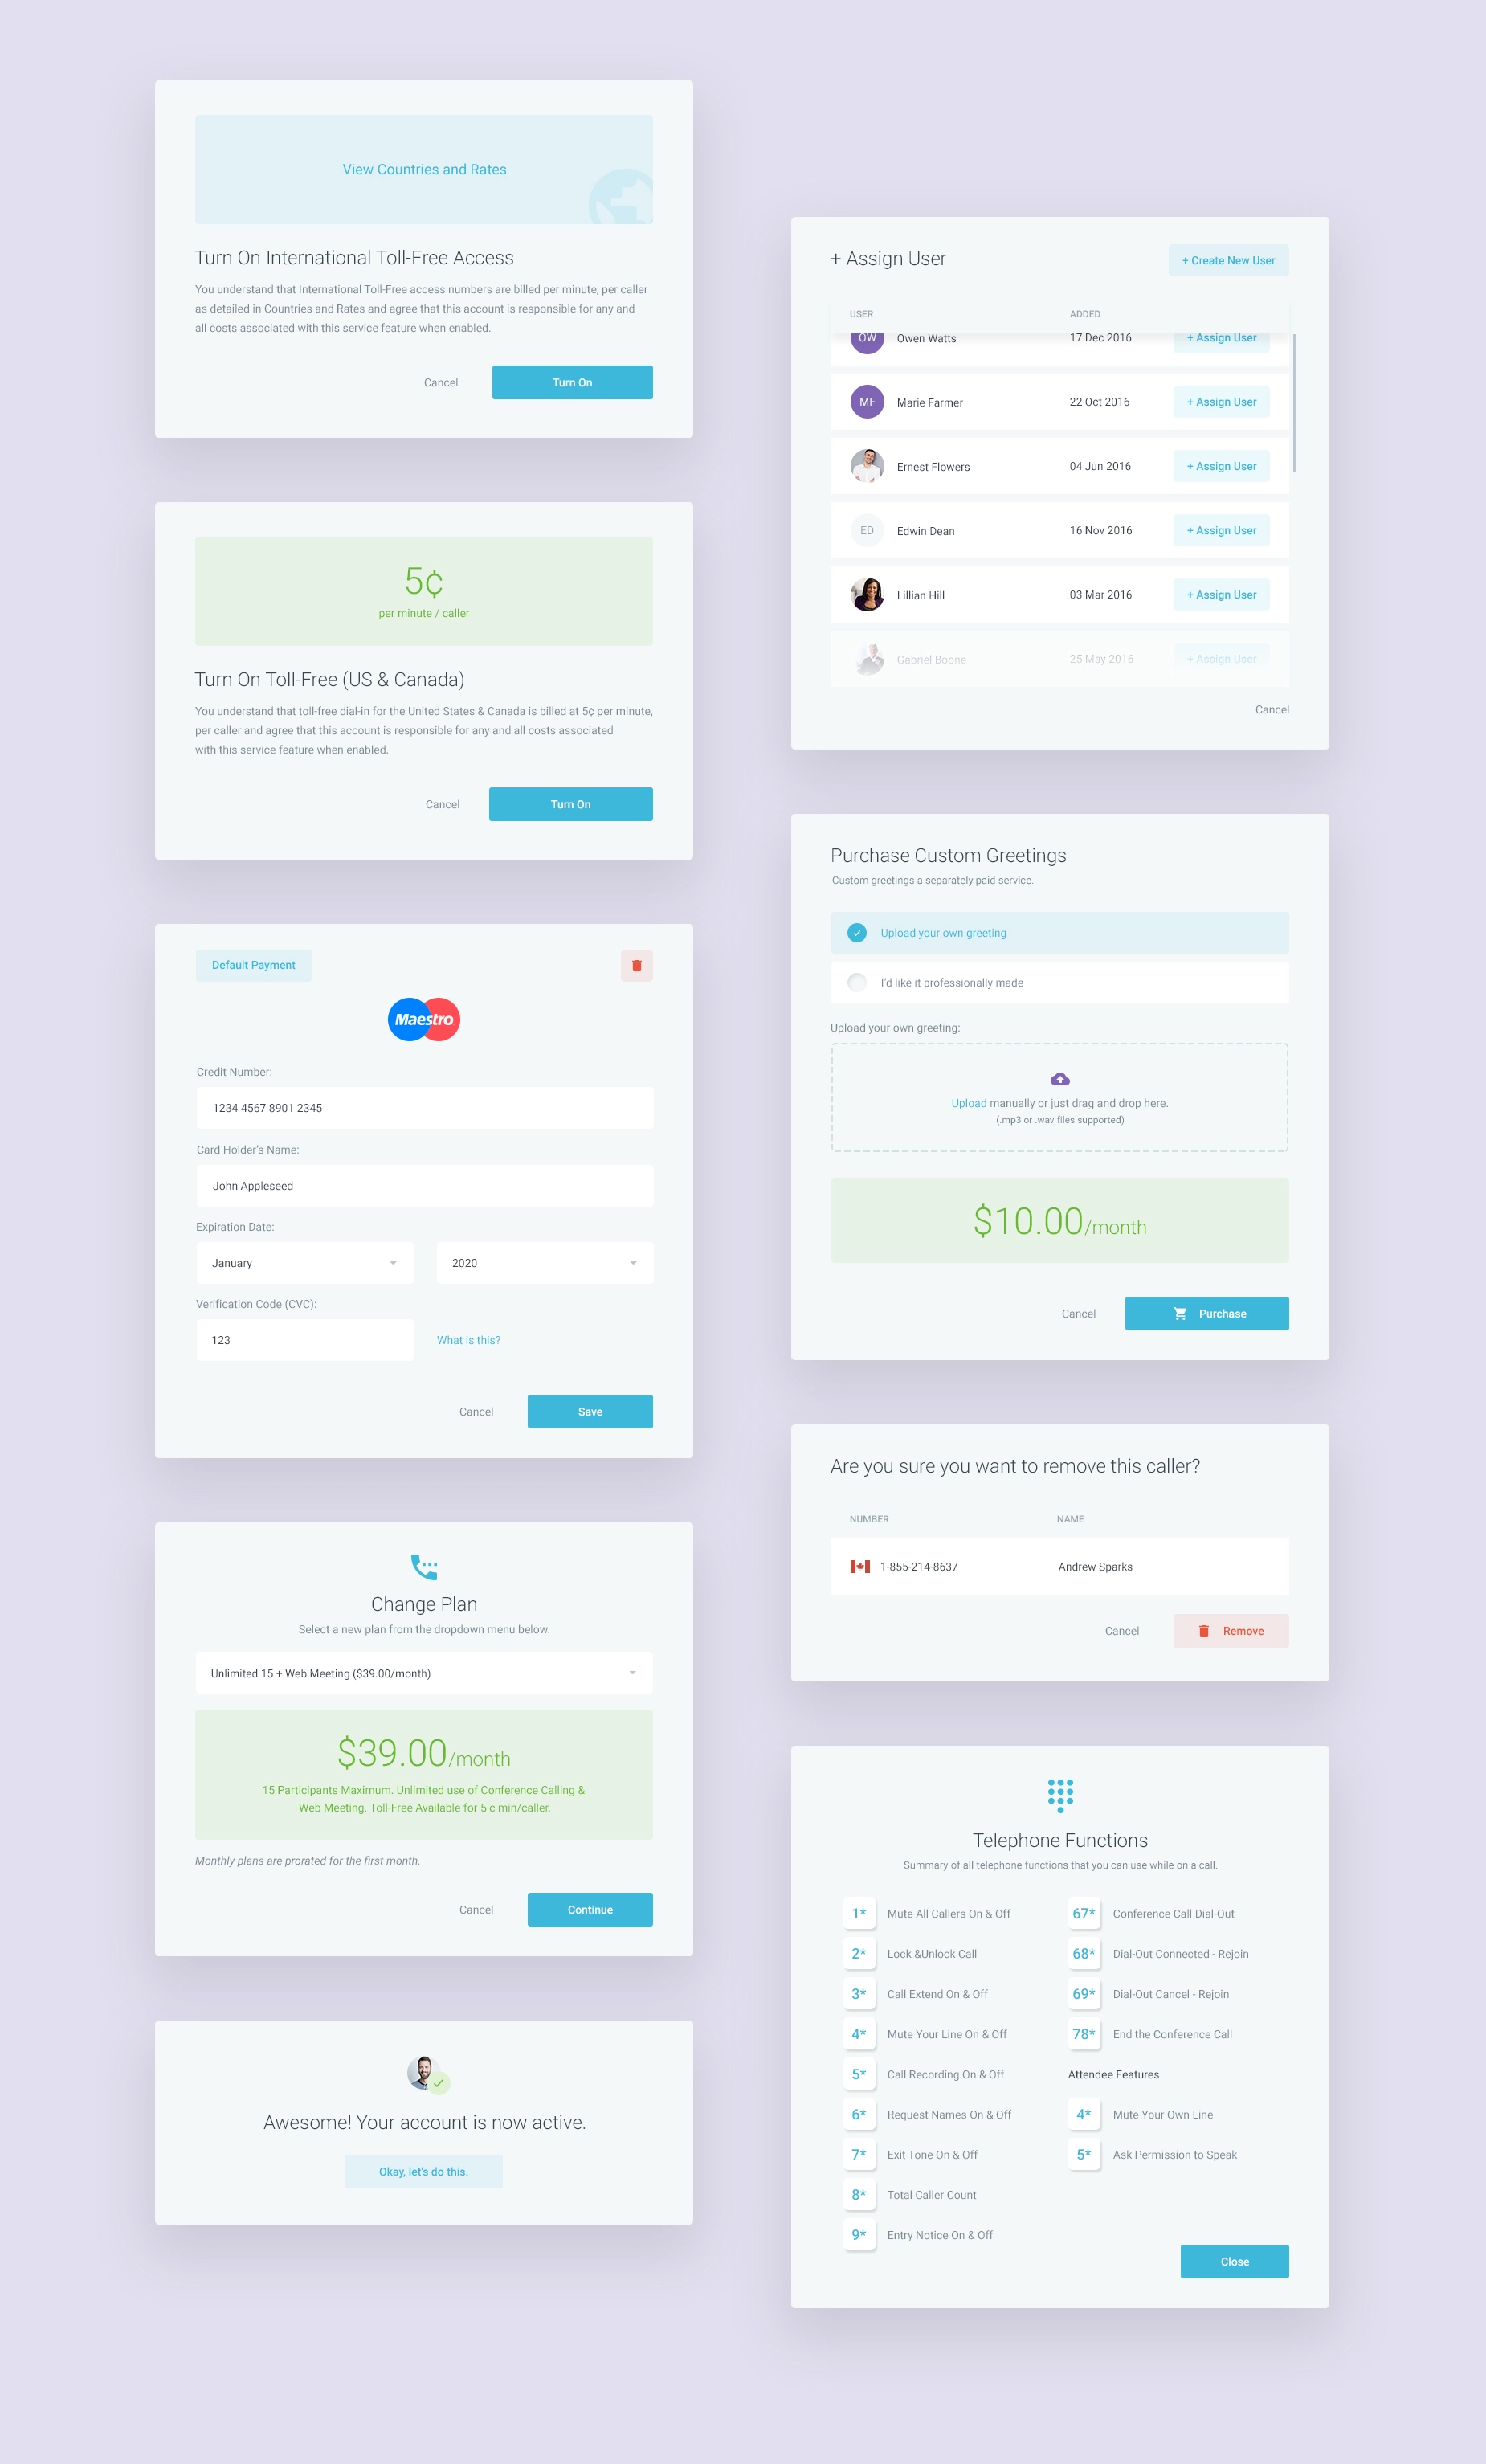 View Countries and Rates
Turn On International Toll-Free Access
You understand that International Toll-Free access numbers are billed per minute, per caller
as detailed in Countries and Rates and agree that this account is responsible for any and
all costs associated with this service feature when enabled.
Cancel
Turn On
5¢
per minute / caller
Turn On Toll-Free (US & Canada)
You understand that toll-free dial-in for the United States & Canada is billed at 5¢ per minute,
per caller and agree that this account is responsible for any and all costs associated
with this service feature when enabled.
Cancel
Turn On
Default Payment
Maestro
Credit Number:
1234 4567 8901 2345
Card Holder's Name:
John Appleseed
Expiration Date:
January
2020
Verification Code (CVC):
123
What is this?
Cancel
Save
Change Plan
Select a new plan from the dropdown menu below.
Unlimited 15 + Web Meeting ($39.00/month)
$39.00/month
15 Participants Maximum. Unlimited use of Conference Calling &
Web Meeting. Toll-Free Available for 5 c min/caller.
Monthly plans are prorated for the first month.
Cancel
Continue
Awesome! Your account is now active.
Okay, let's do this.
+ Assign User
+ Create New User
USER
ADDED
OW
Owen Watts
17 Dec 2016
+ Assign User
MF
Marie Farmer
22 Oct 2016
+ Assign User
Ernest Flowers
04 Jun 2016
+ Assign User
ED
Edwin Dean
16 Nov 2016
+ Assign User
Lillian Hill
03 Mar 2016
+ Assign User
Gabriel Boone
25 May 2016
+ Assign User
Cancel
Purchase Custom Greetings
Custom greetings a separately paid service.
Upload your own greeting
I'd like it professionally made
Upload your own greeting:
Upload manually or just drag and drop here.
(.mp3 or .wav files supported)
$10.00/month
Cancel
Purchase
Are you sure you want to remove this caller?
NUMBER
NAME
1-855-214-8637
Andrew Sparks
Cancel
Remove
Telephone Functions
Summary of all telephone functions that you can use while on a call.
1* Mute All Callers On & Off
2* Lock &Unlock Call
3* Call Extend On & Off
4* Mute Your Line On & Off
5* Call Recording On & Off
6* Request Names On & Off
7* Exit Tone On & Off
8* Total Caller Count
9* Entry Notice On & Off
67* Conference Call Dial-Out
68* Dial-Out Connected - Rejoin
69* Dial-Out Cancel - Rejoin
78* End the Conference Call
Attendee Features
4* Mute Your Own Line
5* Ask Permission to Speak
Close